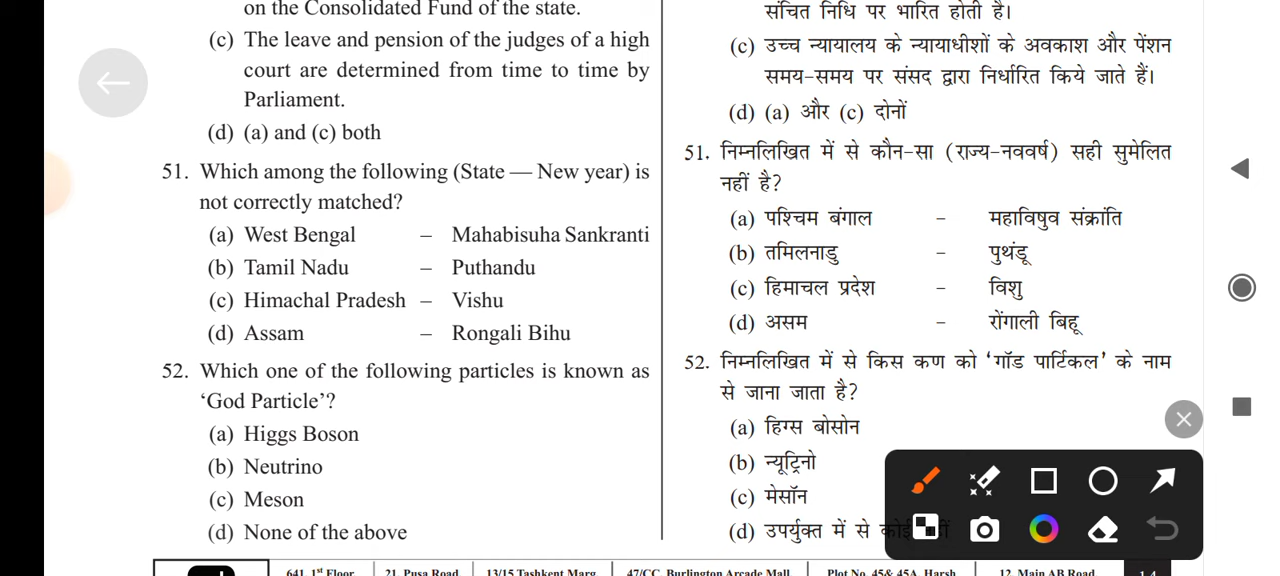 on the Consolidated Fund of the state.
(c) The leave and pension of the judges of a high
court are determined from time to time by
Parliament.
(d) (a) and (c) both
51. Which among the following (State — New year) is
not correctly matched?
(a) West Bengal – Mahabisuha Sankranti
(b) Tamil Nadu – Puthandu
(c) Himachal Pradesh – Vishu
(d) Assam – Rongali Bihu
52. Which one of the following particles is known as
‘God Particle’?
(a) Higgs Boson
(b) Neutrino
(c) Meson
(d) None of the above
संचित निधि पर भारित होती है।
(c) उच्च न्यायालय के न्यायाधीशों के अवकाश और पेंशन
समय-समय पर संसद द्वारा निर्धारित किये जाते हैं।
(d) (a) और (c) दोनों
51. निम्नलिखित में से कौन-सा (राज्य-नववर्ष) सही सुमेलित
नहीं है?
(a) पश्चिम बंगाल – महाविषुव संक्रांति
(b) तमिलनाडु – पुथंडू
(c) हिमाचल प्रदेश – विशु
(d) असम – रोंगाली बिहू
52. निम्नलिखित में से किस कण को ‘गॉड पार्टिकल’ के नाम
से जाना जाता है?
(a) हिग्स बोसोन
(b) न्यूट्रिनो
(c) मेसॉन
(d) उपर्युक्त में से
641, 1st Floor, 21, Pusa Road, 13/15 Tashkent Marg, 47/CC, Burlington Arcade Mall, Plot No. 45& 45A, Harsh 12, Main AB Road,